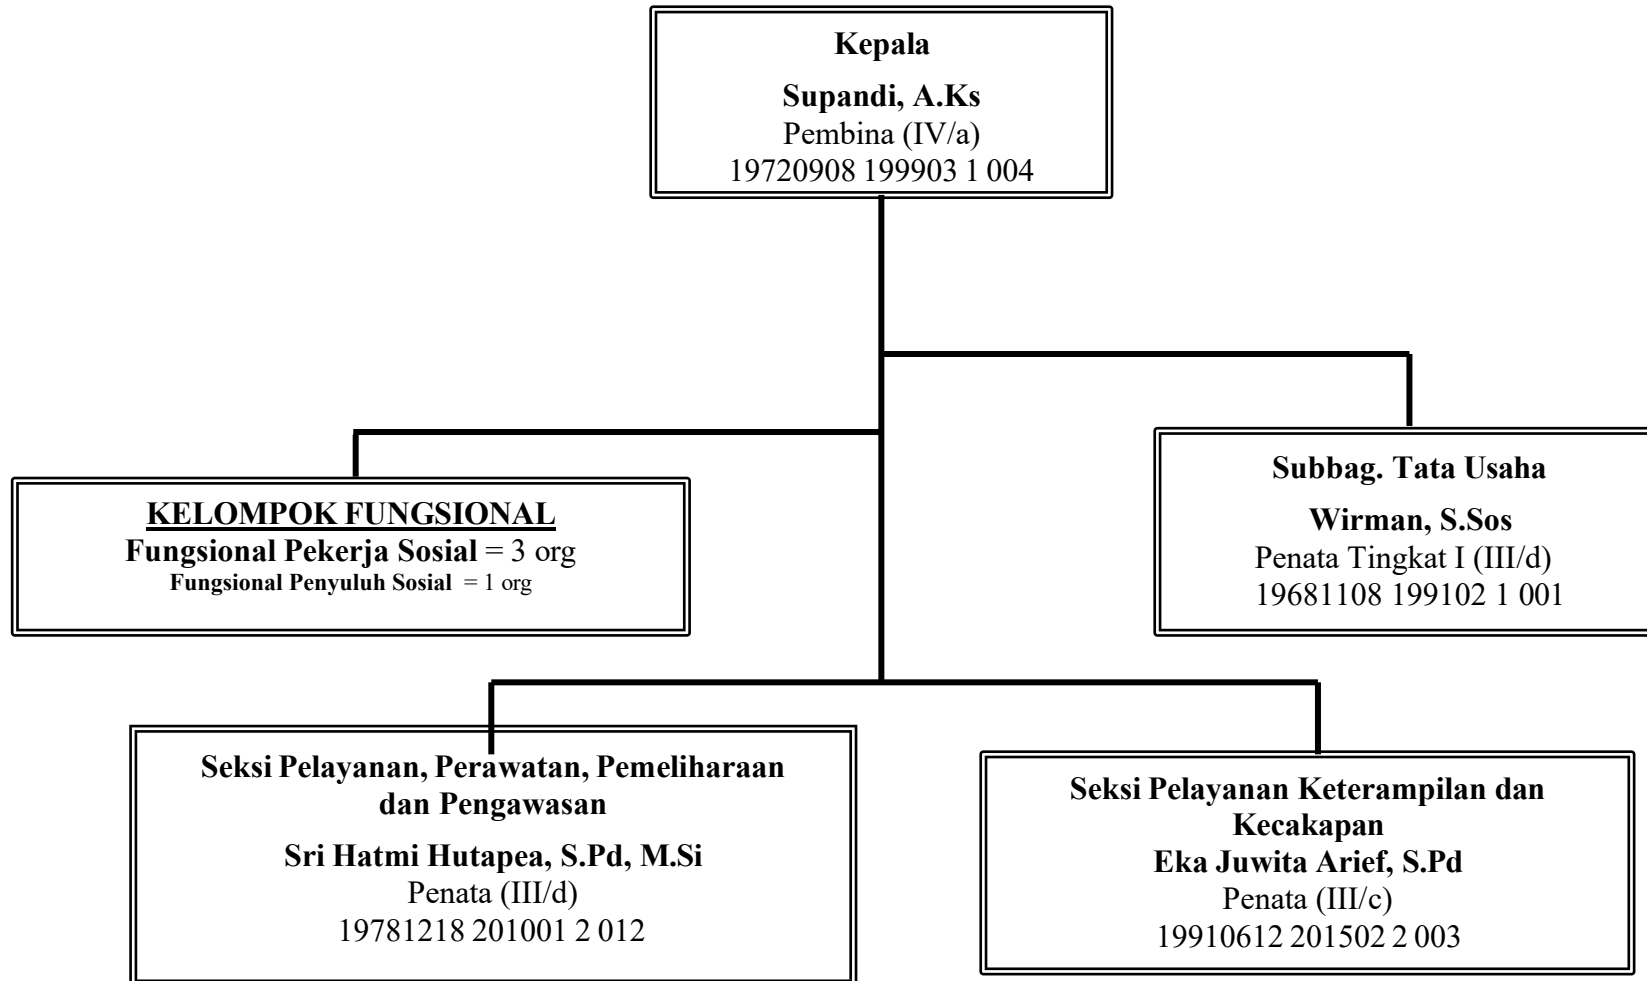 Kepala
Supandi, A.Ks
Pembina (IV/a)
19720908 199903 1 004
Subbag. Tata Usaha
Wirman, S.Sos
Penata Tingkat I (III/d)
19681108 199102 1 001
KELOMPOK FUNGSIONAL
Fungsional Pekerja Sosial = 3 org
Fungsional Penyuluh Sosial = 1 org
Seksi Pelayanan, Perawatan, Pemeliharaan
dan Pengawasan
Sri Hatmi Hutapea, S.Pd, M.Si
Penata (III/d)
19781218 201001 2 012
Seksi Pelayanan Keterampilan dan
Kecakapan
Eka Juwita Arief, S.Pd
Penata (III/c)
19910612 201502 2 003